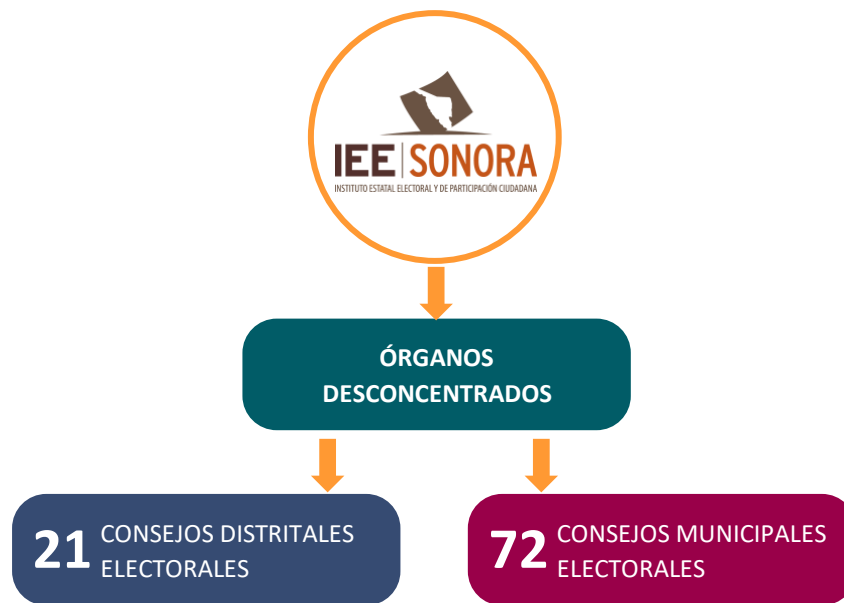 IEE SONORA
INSTITUTO ESTATAL ELECTORAL Y DE PARTICIPACIÓN CIUDADANA
ÓRGANOS
DESCONCENTRADOS
21 CONSEJOS DISTRITALES
ELECTORALES
72 CONSEJOS MUNICIPALES
ELECTORALES